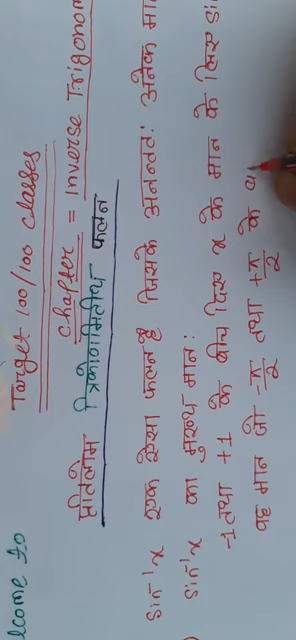 lcome to
Target 100/100 classes
chapter = Inverse Trigonom
प्रतिलोम त्रिकोणमितीय फलन
sin⁻¹x एक ऐसा फलन है जिसके अनन्ततः अनेक मा
sin⁻¹x का मुख्य मान:
-1 तथा +1 के बीच दिए x के मान के लिए si
वह मान जो -π/2 तथा +π/2 के